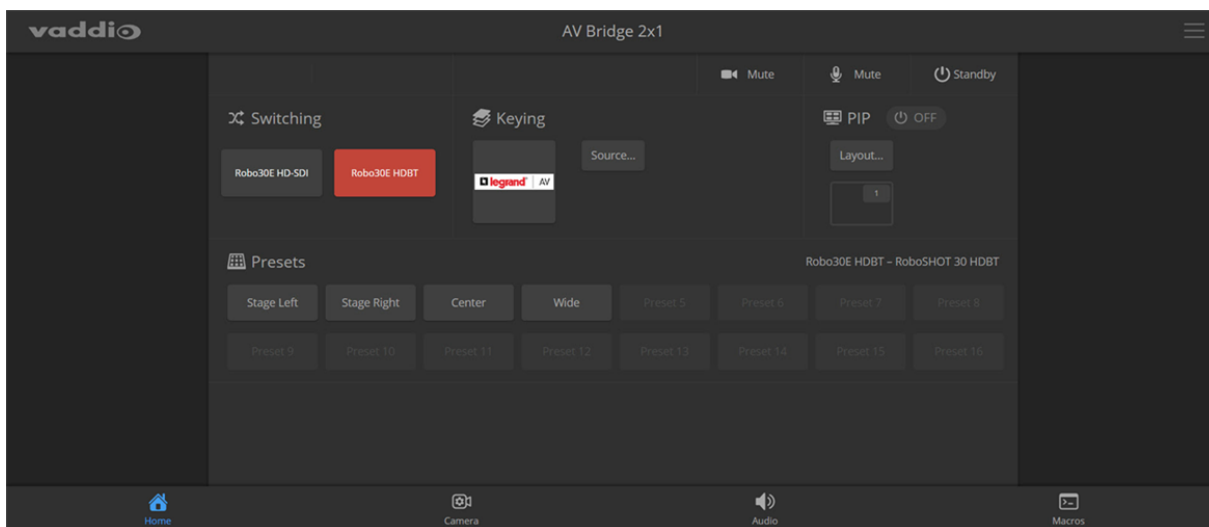 vaddio
AV Bridge 2x1
Mute
Mute
Standby
Switching
Robo30E HD-SDI
Robo30E HDBT
Keying
legrand AV
Source...
PIP
OFF
Layout...
1
Presets
Robo30E HDBT – RoboSHOT 30 HDBT
Stage Left
Stage Right
Center
Wide
Preset 5
Preset 6
Preset 7
Preset 8
Preset 9
Preset 10
Preset 11
Preset 12
Preset 13
Preset 14
Preset 15
Preset 16
Home
Camera
Audio
Macros